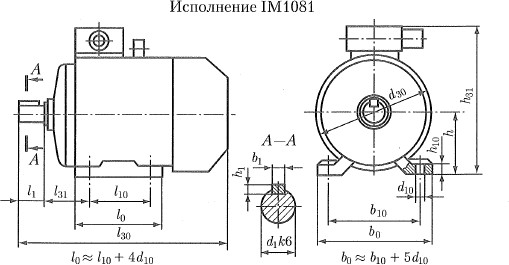 Исполнение IM1081
A
A
l₁
l₃₁
l₁₀
l₀
l₃₀
l₀ ≈ l₁₀ + 4d₁₀
A—A
b₁
h₁
d₁k6
d₃₀
h₃₁
h
h₁₀
d₁₀
b₁₀
b₀
b₀ ≈ b₁₀ + 5d₁₀